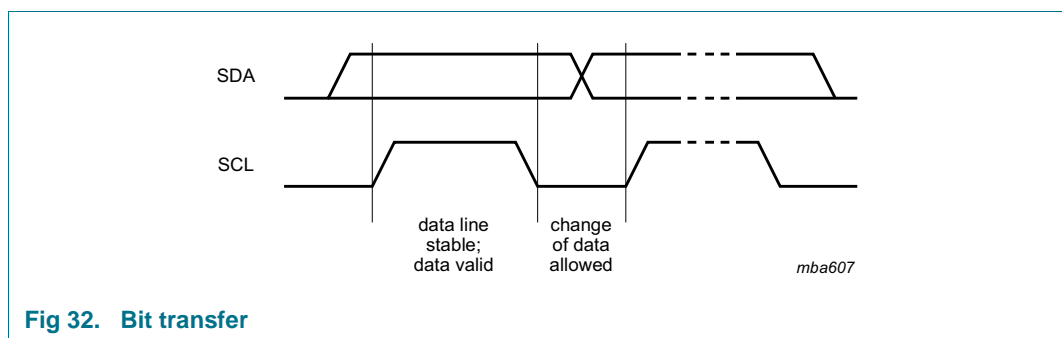 SDA
SCL
data line
stable;
data valid
change
of data
allowed
mba607
Fig 32. Bit transfer